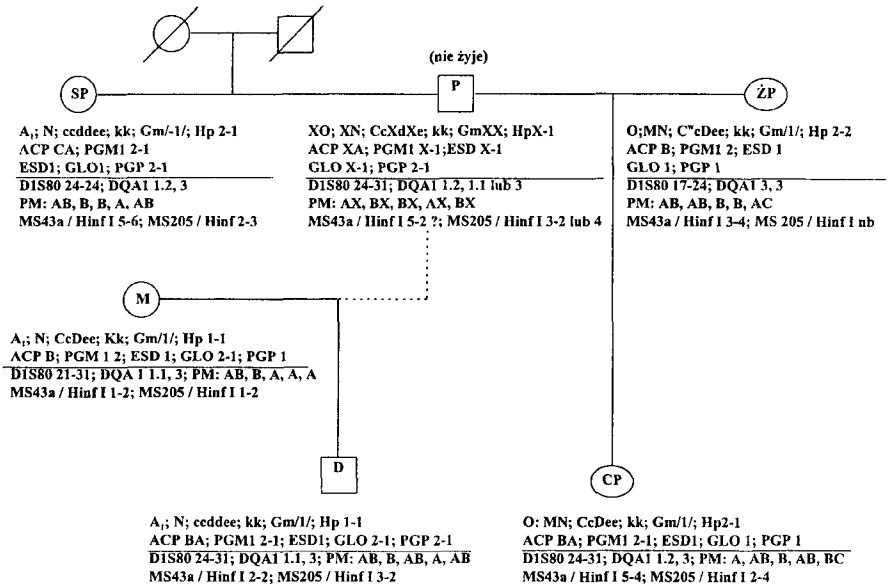 (nie żyje)
SP
P
ŻP
A₁; N; ccddee; kk; Gm/-1/; Hp 2-1
ACP CA; PGM1 2-1
ESD1; GLO1; PGP 2-1
D1S80 24-24; DQA1 1.2, 3
PM: AB, B, B, A, AB
MS43a / Hinf I 5-6; MS205 / Hinf 2-3
XO; XN; CcXdXe; kk; GmXX; HpX-1
ACP XA; PGM1 X-1;ESD X-1
GLO X-1; PGP 2-1
D1S80 24-31; DQA1 1.2, 1.1 lub 3
PM: AX, BX, BX, AX, BX
MS43a / Hinf I 5-2 ?; MS205 / Hinf I 3-2 lub 4
O;MN; CʷcDee; kk; Gm/1/; Hp 2-2
ACP B; PGM1 2; ESD 1
GLO 1; PGP 1
D1S80 17-24; DQA1 3, 3
PM: AB, AB, B, B, AC
MS43a / Hinf I 3-4; MS 205 / Hinf I nb
M
A₁; N; CcDee; Kk; Gm/1/; Hp 1-1
ACP B; PGM 1 2; ESD 1; GLO 2-1; PGP 1
D1S80 21-31; DQA 1 1.1, 3; PM: AB, B, A, A, A
MS43a / Hinf I 1-2; MS205 / Hinf I 1-2
D
CP
A₁; N; ccddee; kk; Gm/1/; Hp 1-1
ACP BA; PGM1 2-1; ESD1; GLO 2-1; PGP 2-1
D1S80 24-31; DQA1 1.1, 3; PM: AB, B, AB, A, AB
MS43a / Hinf I 2-2; MS205 / Hinf I 3-2
O: MN; CcDee; kk; Gm/1/; Hp2-1
ACP BA; PGM1 2-1; ESD1; GLO 1; PGP 1
D1S80 24-31; DQA1 1.2, 3; PM: A, AB, B, AB, BC
MS43a / Hinf I 5-4; MS205 / Hinf I 2-4